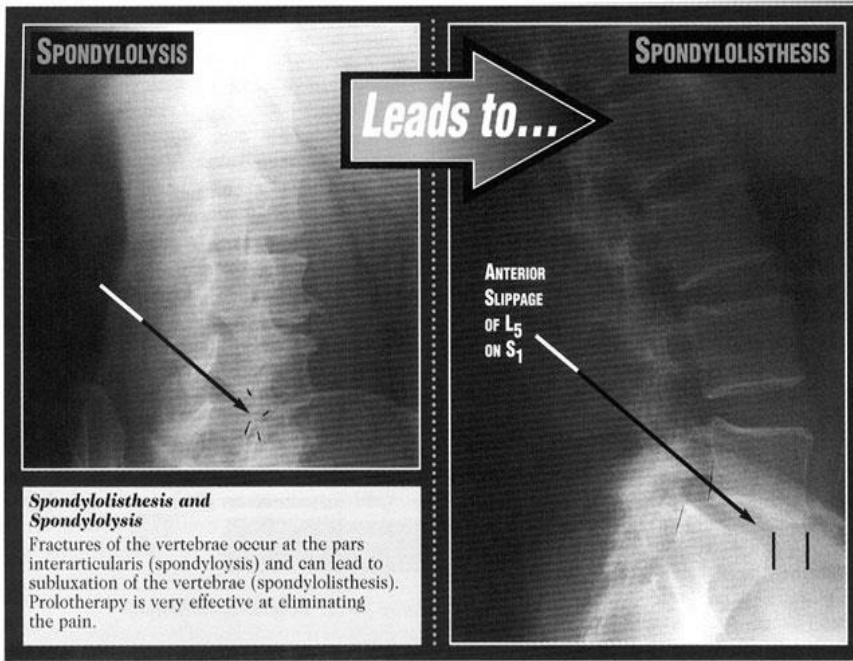 SPONDYLOLYSIS
Leads to...
SPONDYLOLISTHESIS
ANTERIOR
SLIPPAGE
OF L5
ON S1
Spondylolisthesis and
Spondylolysis
Fractures of the vertebrae occur at the pars
interarticularis (spondyloysis) and can lead to
subluxation of the vertebrae (spondylolisthesis).
Prolotherapy is very effective at eliminating
the pain.